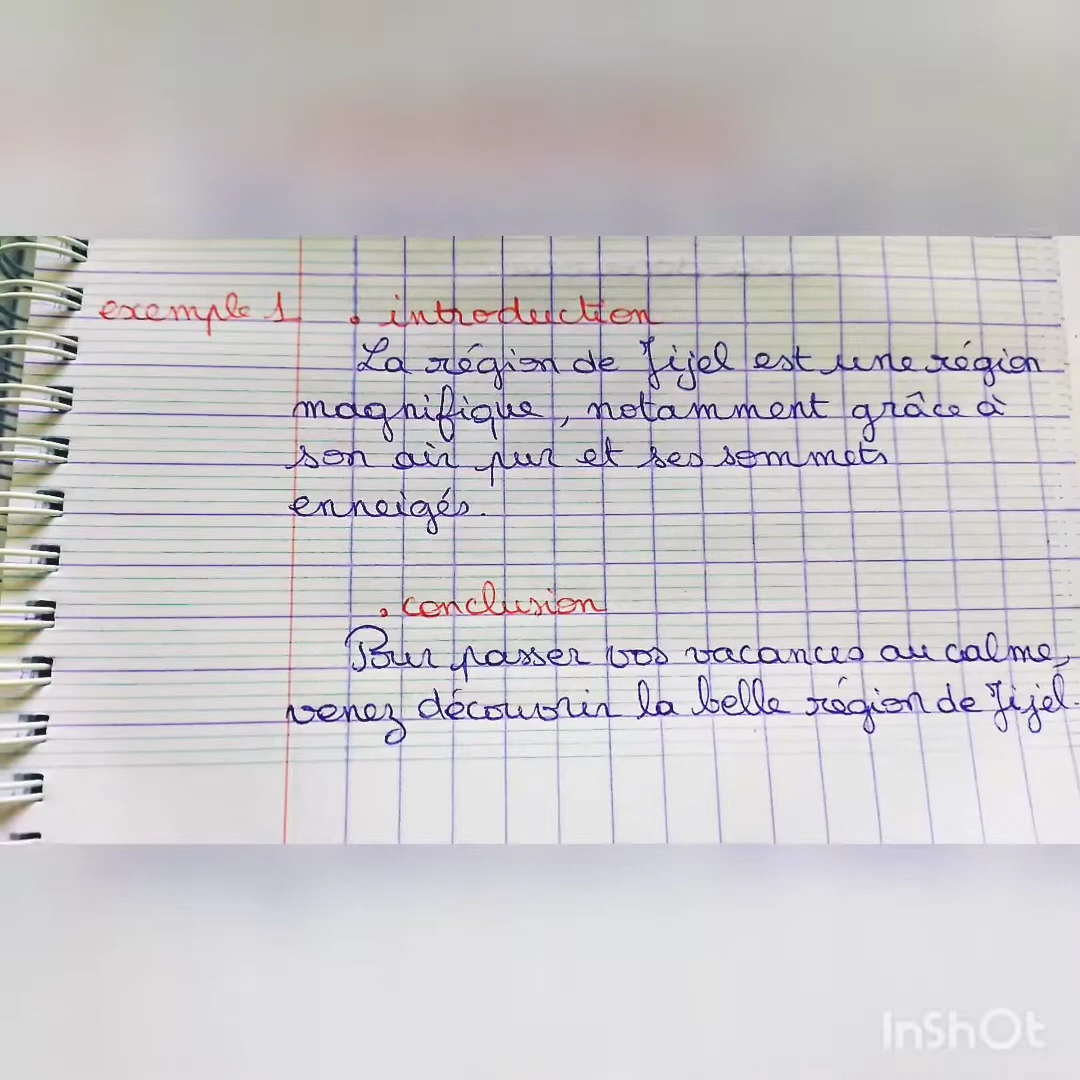 exemple 1 . introduction
La région de Jijel est une région
magnifique, notamment grâce à
son air pur et ses sommets
enneigés.
. conclusion
Pour passer vos vacances au calme,
venez découvrir la belle région de Jijel.
InShOt